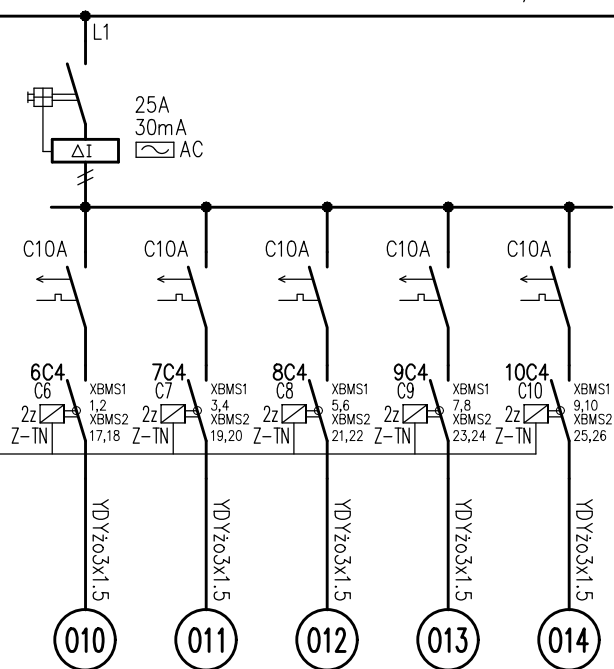 L1
25A
30mA
AC
ΔI
C10A C10A C10A C10A C10A
6C4 7C4 8C4 9C4 10C4
C6 XBMS1 C7 XBMS1 C8 XBMS1 C9 XBMS1 C10 XBMS1
1,2 3,4 5,6 7,8 9,10
2z XBMS2 2z XBMS2 2z XBMS2 2z XBMS2 2z XBMS2
Z-TN 17,18 Z-TN 19,20 Z-TN 21,22 Z-TN 23,24 Z-TN 25,26
YDYżo3x1.5 YDYżo3x1.5 YDYżo3x1.5 YDYżo3x1.5 YDYżo3x1.5
010 011 012 013 014